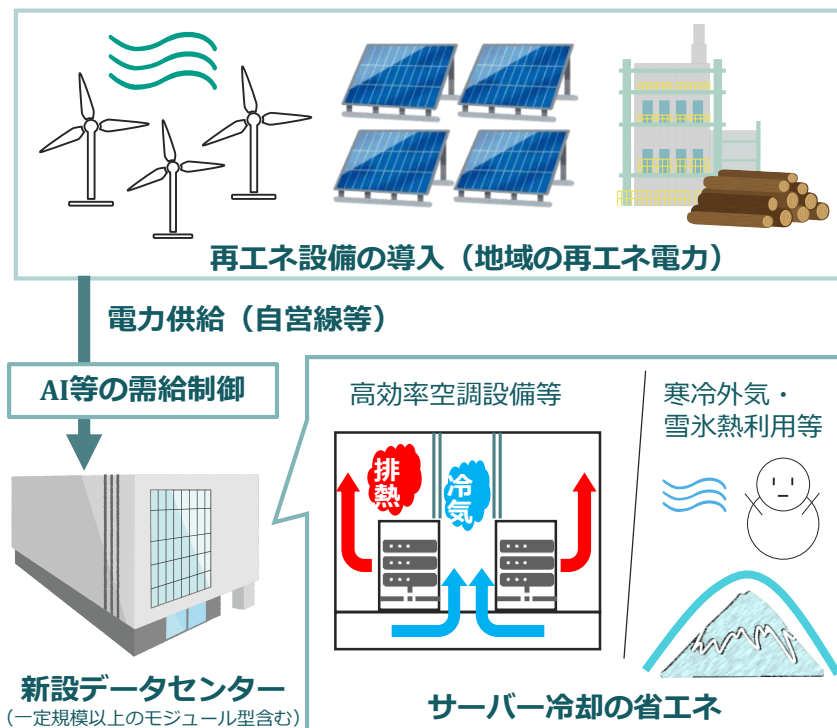 再エネ設備の導入（地域の再エネ電力）
電力供給（自営線等）
AI等の需給制御
高効率空調設備等
寒冷外気・
雪氷熱利用等
排熱
冷気
新設データセンター
（一定規模以上のモジュール型含む）
サーバー冷却の省エネ